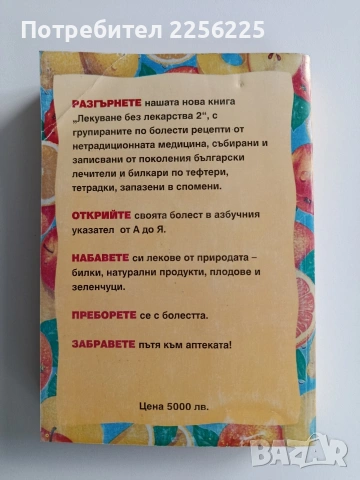 Потребител 2256225
РАЗГЪРНЕТЕ нашата нова книга
„Лекуване без лекарства 2“, с
групираните по болести рецепти от
нетрадиционната медицина, събирани и
записвани от поколения български
лечители и билкари по тефтери,
тетрадки, запазени в спомени.
ОТКРИЙТЕ своята болест в азбучния
указател от А до Я.
НАБАВЕТЕ си лекове от природата –
билки, натурални продукти, плодове и
зеленчуци.
ПРЕБОРЕТЕ се с болестта.
ЗАБРАВЕТЕ пътя към аптеката!
Цена 5000 лв.
BAZAR